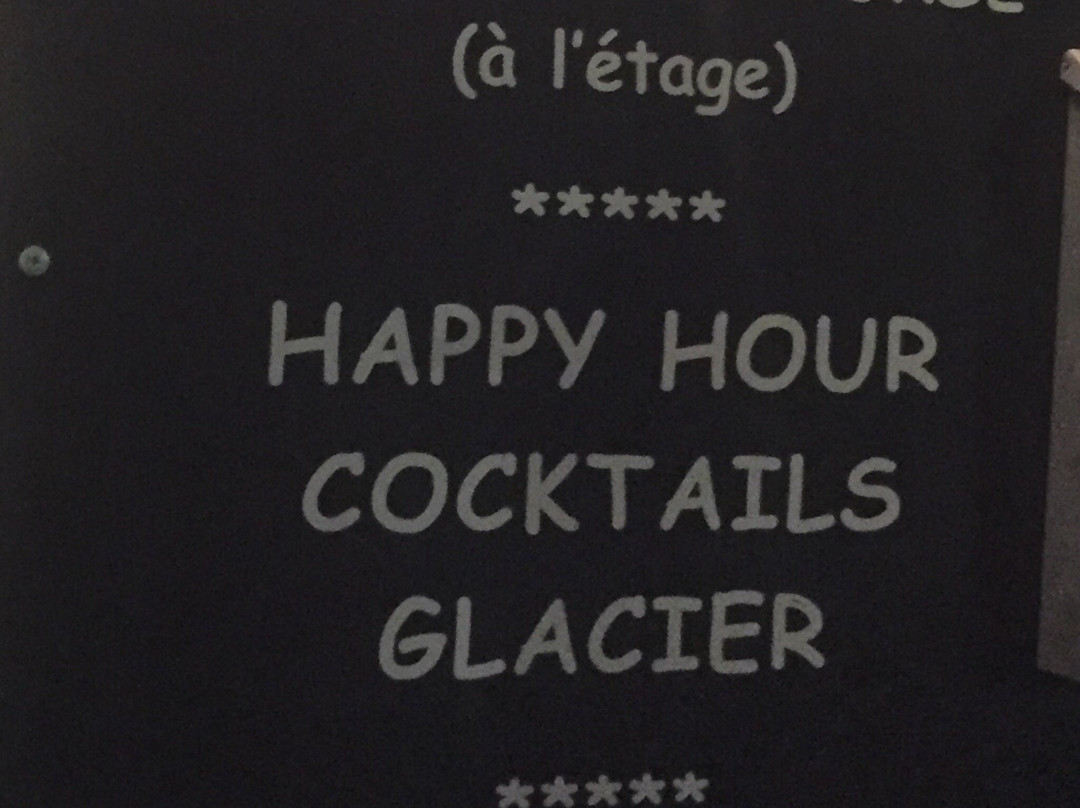 (à l'étage)
*****
HAPPY HOUR
COCKTAILS
GLACIER
*****